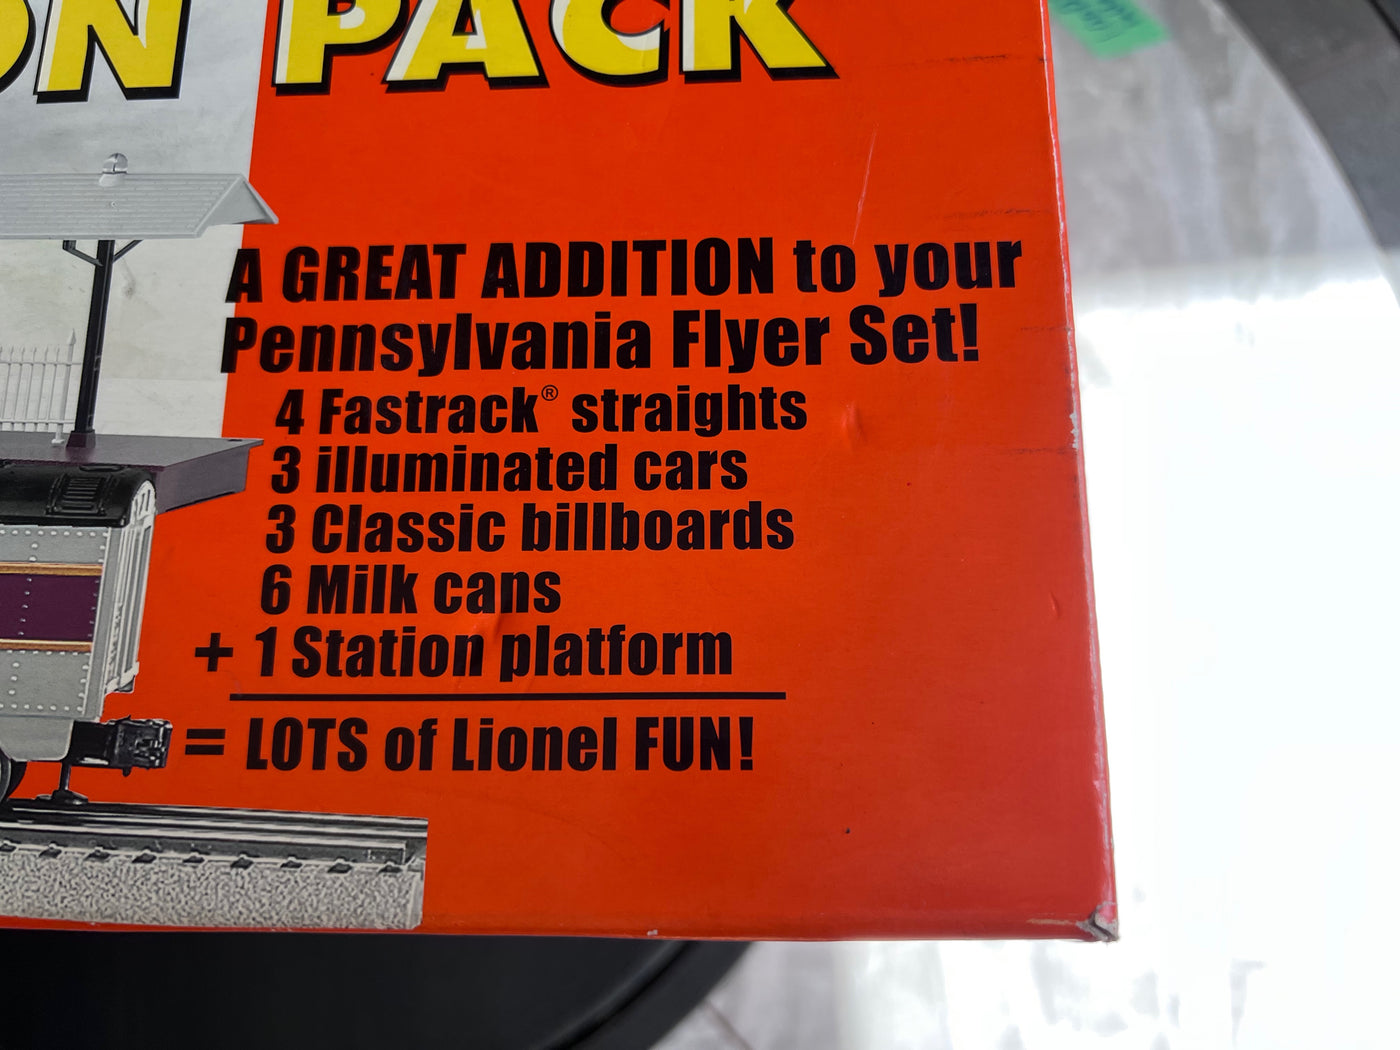 ON PACK
A GREAT ADDITION to your
Pennsylvania Flyer Set!
4 Fastrack® straights
3 illuminated cars
3 Classic billboards
6 Milk cans
+ 1 Station platform
= LOTS of Lionel FUN!